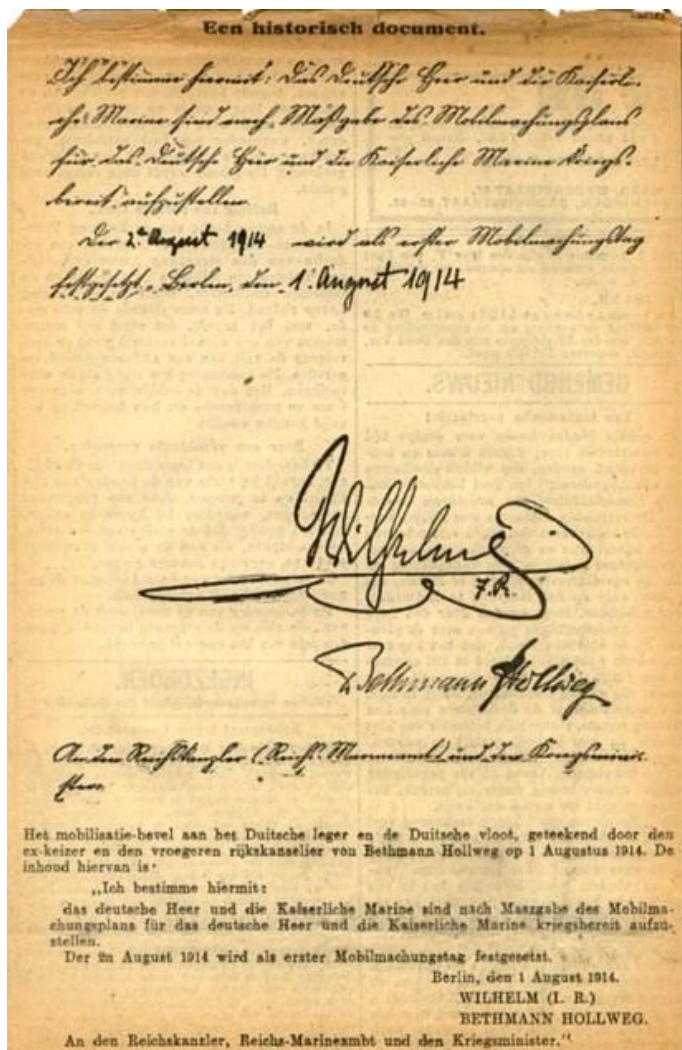 Een historisch document.
Ich bestimme hiermit: Das Deutsche Heer und die Kaiserli-
che Marine sind nach Maßgabe des Mobilmachungsplans
für das Deutsche Heer und die Kaiserliche Marine kriegs-
bereit aufzustellen.
Der 2te August 1914 wird als erster Mobilmachungstag
festgesetzt. Berlin, den 1. August 1914
Wilhelm
I. R.
Bethmann Hollweg
An den Reichskanzler (Reichs-Marineamt) und den Kriegsmini-
ster.
Het mobilisatie-bevel aan het Duitsche leger en de Duitsche vloot, geteekend door den
ex-keizer en den vroegeren rijkskanselier von Bethmann Hollweg op 1 Augustus 1914. De
inhoud hiervan is:
„Ich bestimme hiermit:
das deutsche Heer und die Kaiserliche Marine sind nach Maszgabe des Mobilma-
chungsplans für das deutsche Heer und die Kaiserliche Marine kriegsbereit aufzu-
stellen.
Der 2n August 1914 wird als erster Mobilmachungstag festgesetzt.
Berlin, den 1 August 1914.
WILHELM (I. R.)
BETHMANN HOLLWEG.
An den Reichskanzler, Reichs-Marineambt und den Kriegsminister."